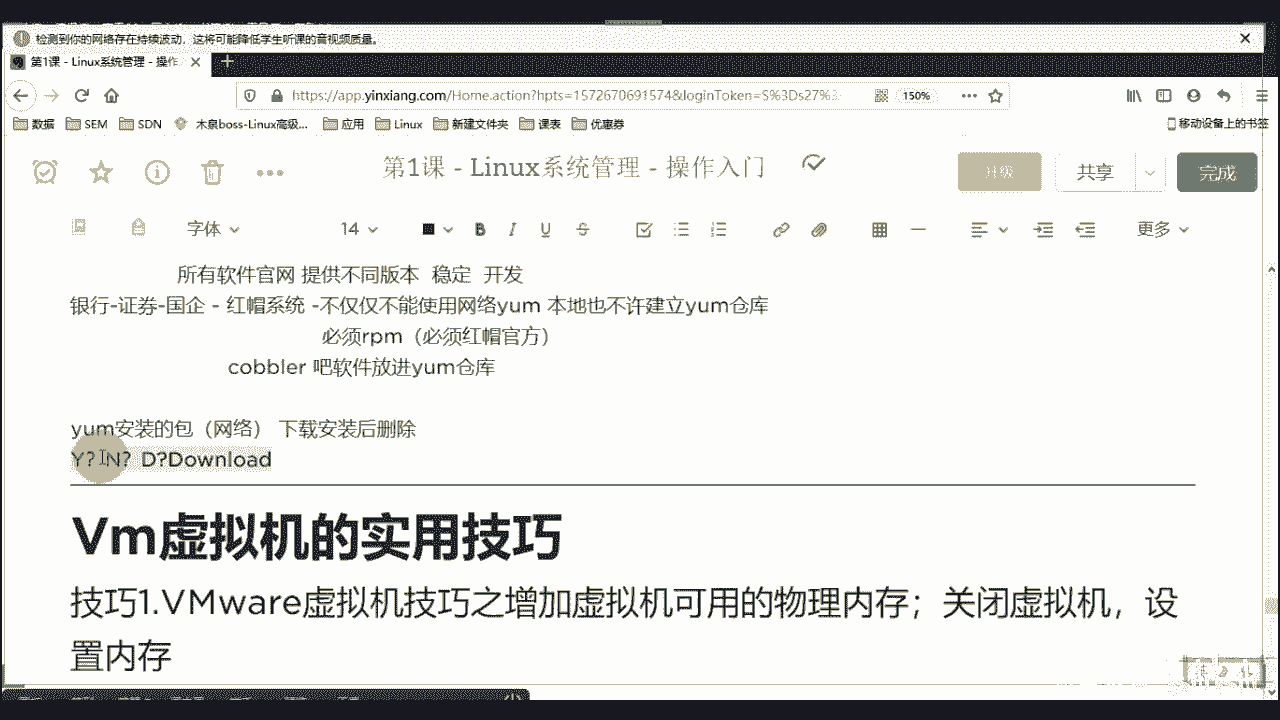 检测到你的网络存在持续波动，这将可能降低学生听课的音视频质量。
第1课 - Linux系统管理 - 操作
https://app.yinxiang.com/Home.action?hpts=1572670691574&loginToken=S%3Ds27%3
150%
数据 SEM SDN 木泉boss-Linux高级... 应用 Linux 新建文件夹 课表 优惠券 移动设备上的书签
第1课 - Linux系统管理 - 操作入门
升级 共享 完成
字体 14 B I U S 更多
所有软件官网 提供不同版本 稳定 开发
银行-证券-国企 - 红帽系统 -不仅仅不能使用网络yum 本地也不许建立yum仓库
必须rpm（必须红帽官方）
cobbler 吧软件放进yum仓库
yum安装的包（网络） 下载安装后删除
Y? N? D?Download
Vm虚拟机的实用技巧
技巧1.VMware虚拟机技巧之增加虚拟机可用的物理内存；关闭虚拟机，设
置内存